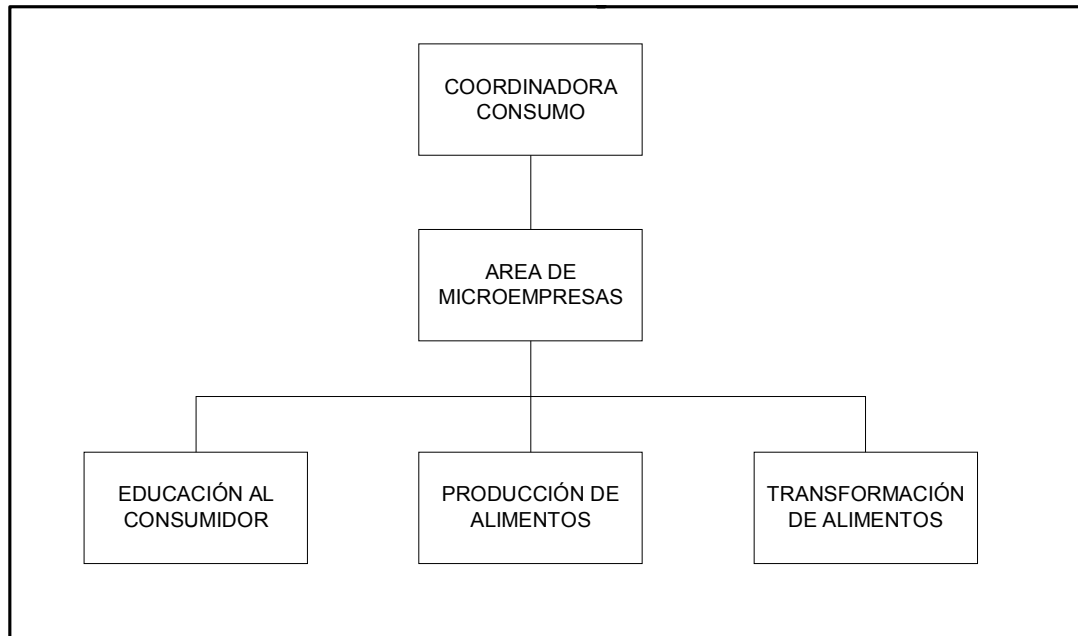 COORDINADORA
CONSUMO
AREA DE
MICROEMPRESAS
EDUCACIÓN AL
CONSUMIDOR
PRODUCCIÓN DE
ALIMENTOS
TRANSFORMACIÓN
DE ALIMENTOS